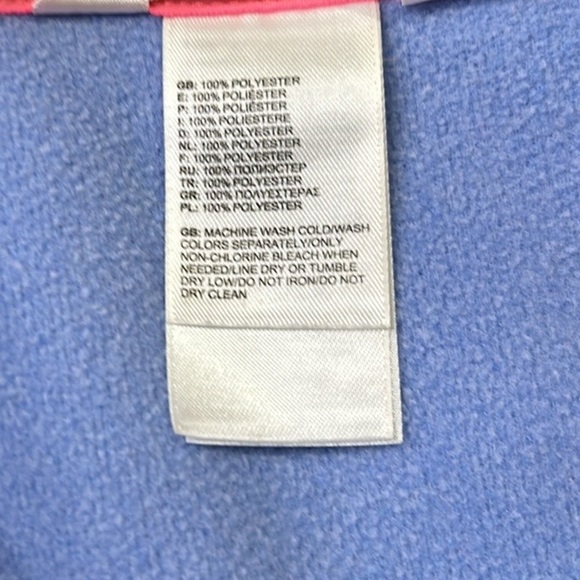 GB: 100% POLYESTER
E: 100% POLIÉSTER
P: 100% POLIÉSTER
I: 100% POLIESTERE
D: 100% POLYESTER
NL: 100% POLYESTER
F: 100% POLYESTER
RU: 100% ПОЛИЭСТЕР
TR: 100% POLYESTER
GR: 100% ΠΟΛΥΕΣΤΕΡΑΣ
PL: 100% POLYESTER
GB: MACHINE WASH COLD/WASH
COLORS SEPARATELY/ONLY
NON-CHLORINE BLEACH WHEN
NEEDED/LINE DRY OR TUMBLE
DRY LOW/DO NOT IRON/DO NOT
DRY CLEAN